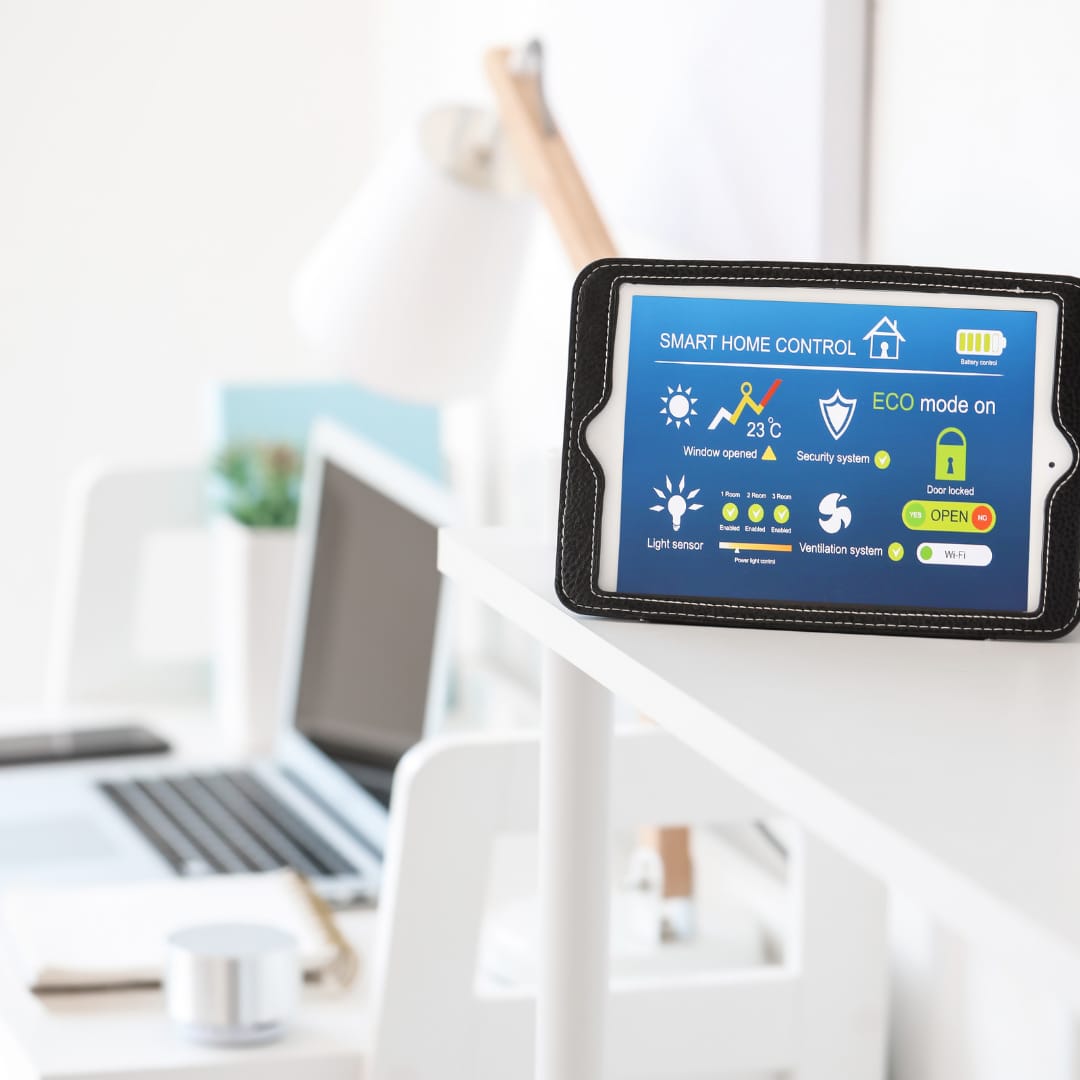 SMART HOME CONTROL
Battery control
ECO mode on
23°C
Window opened
Security system
Door locked
1 Room 2 Room 3 Room
Enabled Enabled Enabled
YES OPEN NO
Light sensor
Power light control
Ventilation system
Wi-Fi